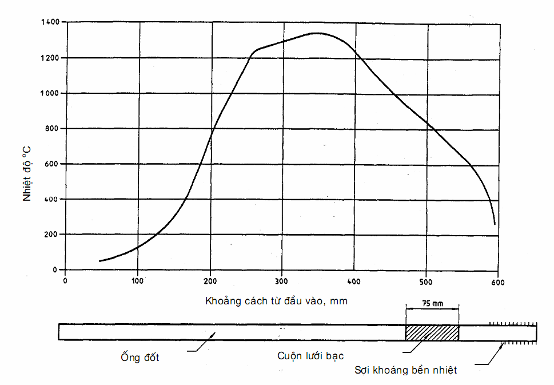 1400
1200
1000
800
600
400
200
0
Nhiệt độ °C
0 100 200 300 400 500 600
Khoảng cách từ đầu vào, mm
75 mm
Ống đốt
Cuộn lưới bạc
Sợi khoáng bền nhiệt